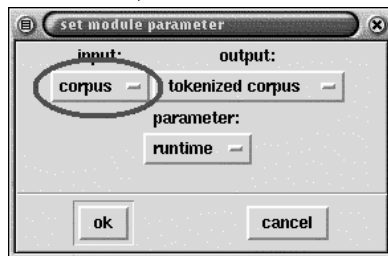 set module parameter
input: output:
corpus tokenized corpus
parameter:
runtime
ok cancel